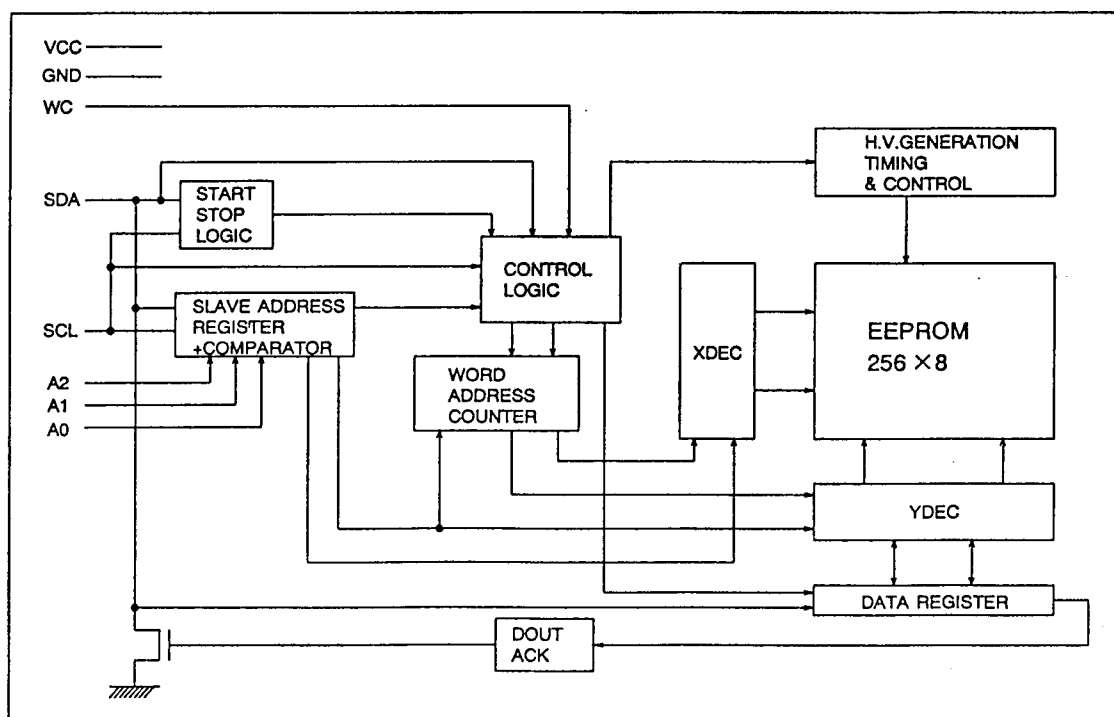 VCC
GND
WC
SDA
START
STOP
LOGIC
H.V.GENERATION
TIMING
& CONTROL
CONTROL
LOGIC
SCL
SLAVE ADDRESS
REGISTER
+COMPARATOR
A2
A1
A0
WORD
ADDRESS
COUNTER
XDEC
EEPROM
256 ×8
YDEC
DATA REGISTER
DOUT
ACK